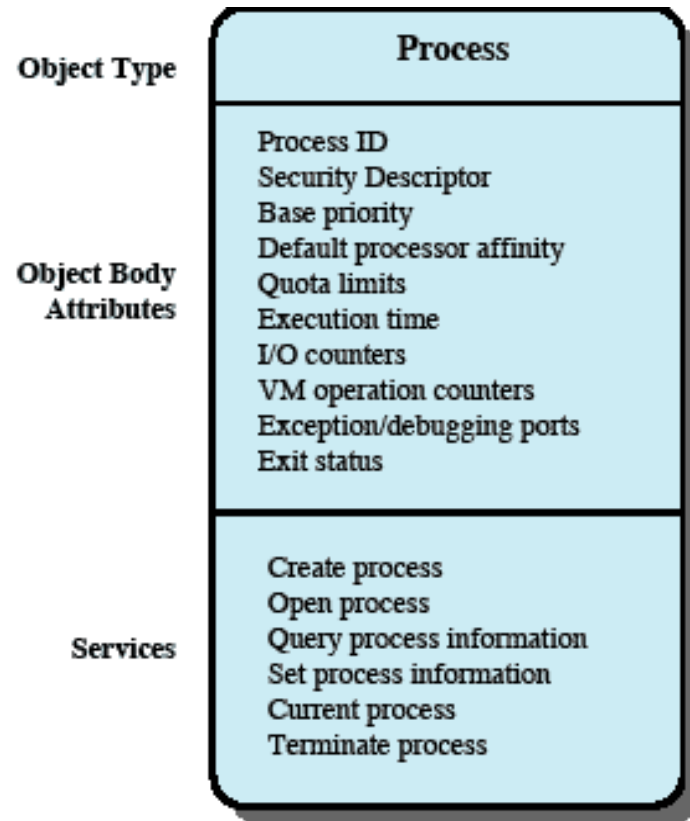 Process
Object Type
Process ID
Security Descriptor
Base priority
Default processor affinity
Object Body
Attributes
Quota limits
Execution time
I/O counters
VM operation counters
Exception/debugging ports
Exit status
Create process
Open process
Services
Query process information
Set process information
Current process
Terminate process